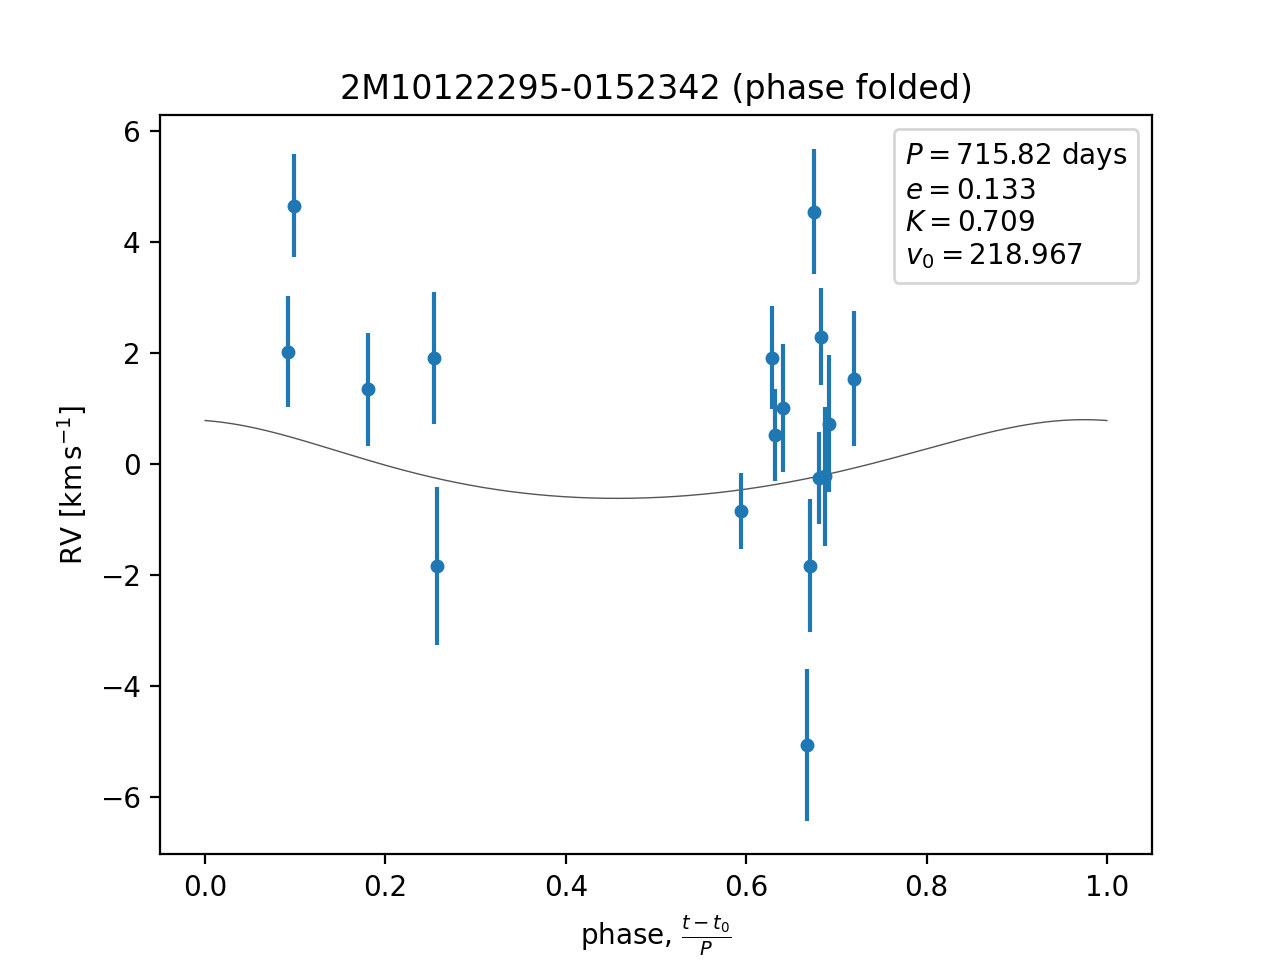 2M10122295-0152342 (phase folded)
P = 715.82 days
e = 0.133
K = 0.709
v₀ = 218.967
RV [km s⁻¹]
6
4
2
0
−2
−4
−6
0.0 0.2 0.4 0.6 0.8 1.0
phase, (t − t₀)/P